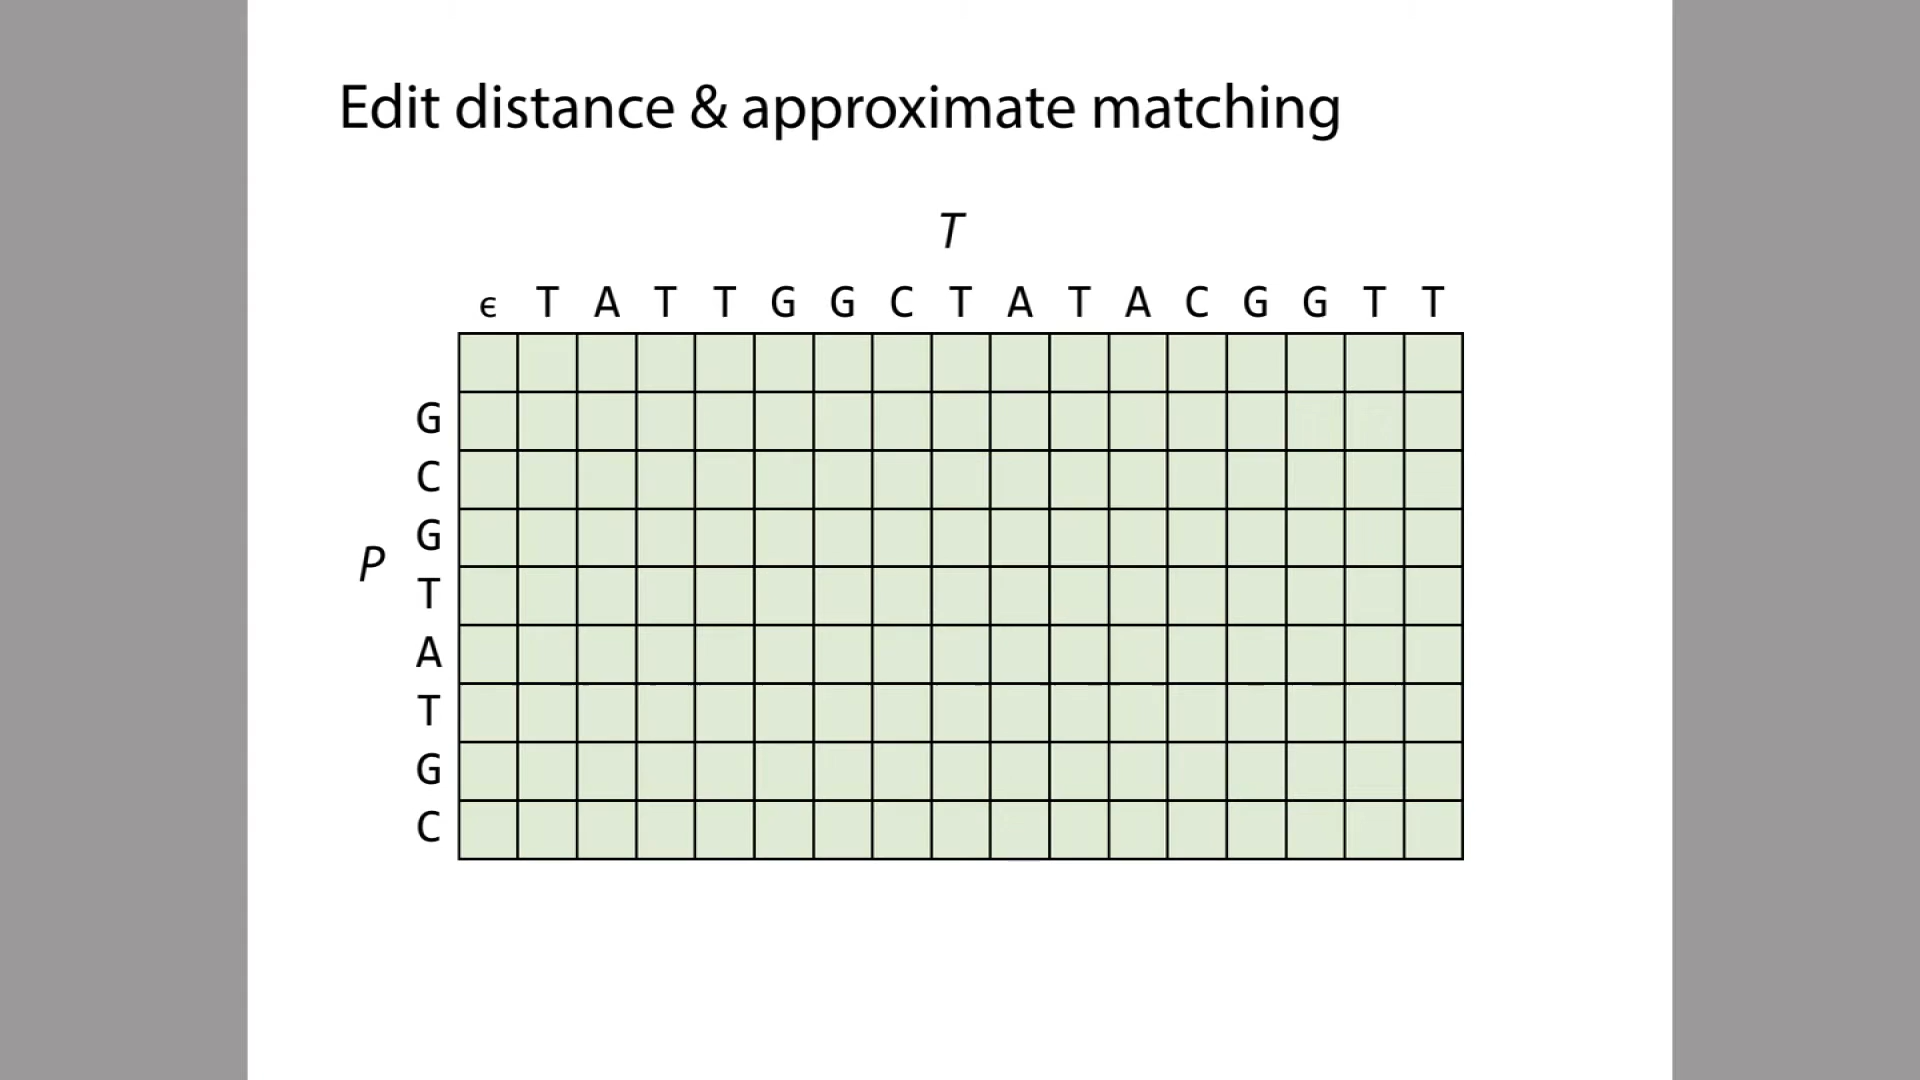 Edit distance & approximate matching
T
ϵ T A T T G G C T A T A C G G T T
G
C
G
P
T
A
T
G
C